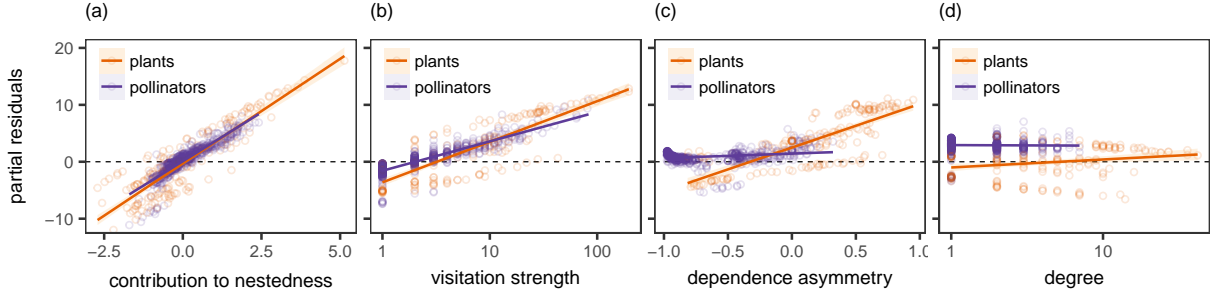 (a) (b) (c) (d)
partial residuals
20
10
0
−10
plants
pollinators
plants
pollinators
plants
pollinators
plants
pollinators
−2.5 0.0 2.5 5.0
1 10 100
−1.0 −0.5 0.0 0.5 1.0
1 10
contribution to nestedness
visitation strength
dependence asymmetry
degree